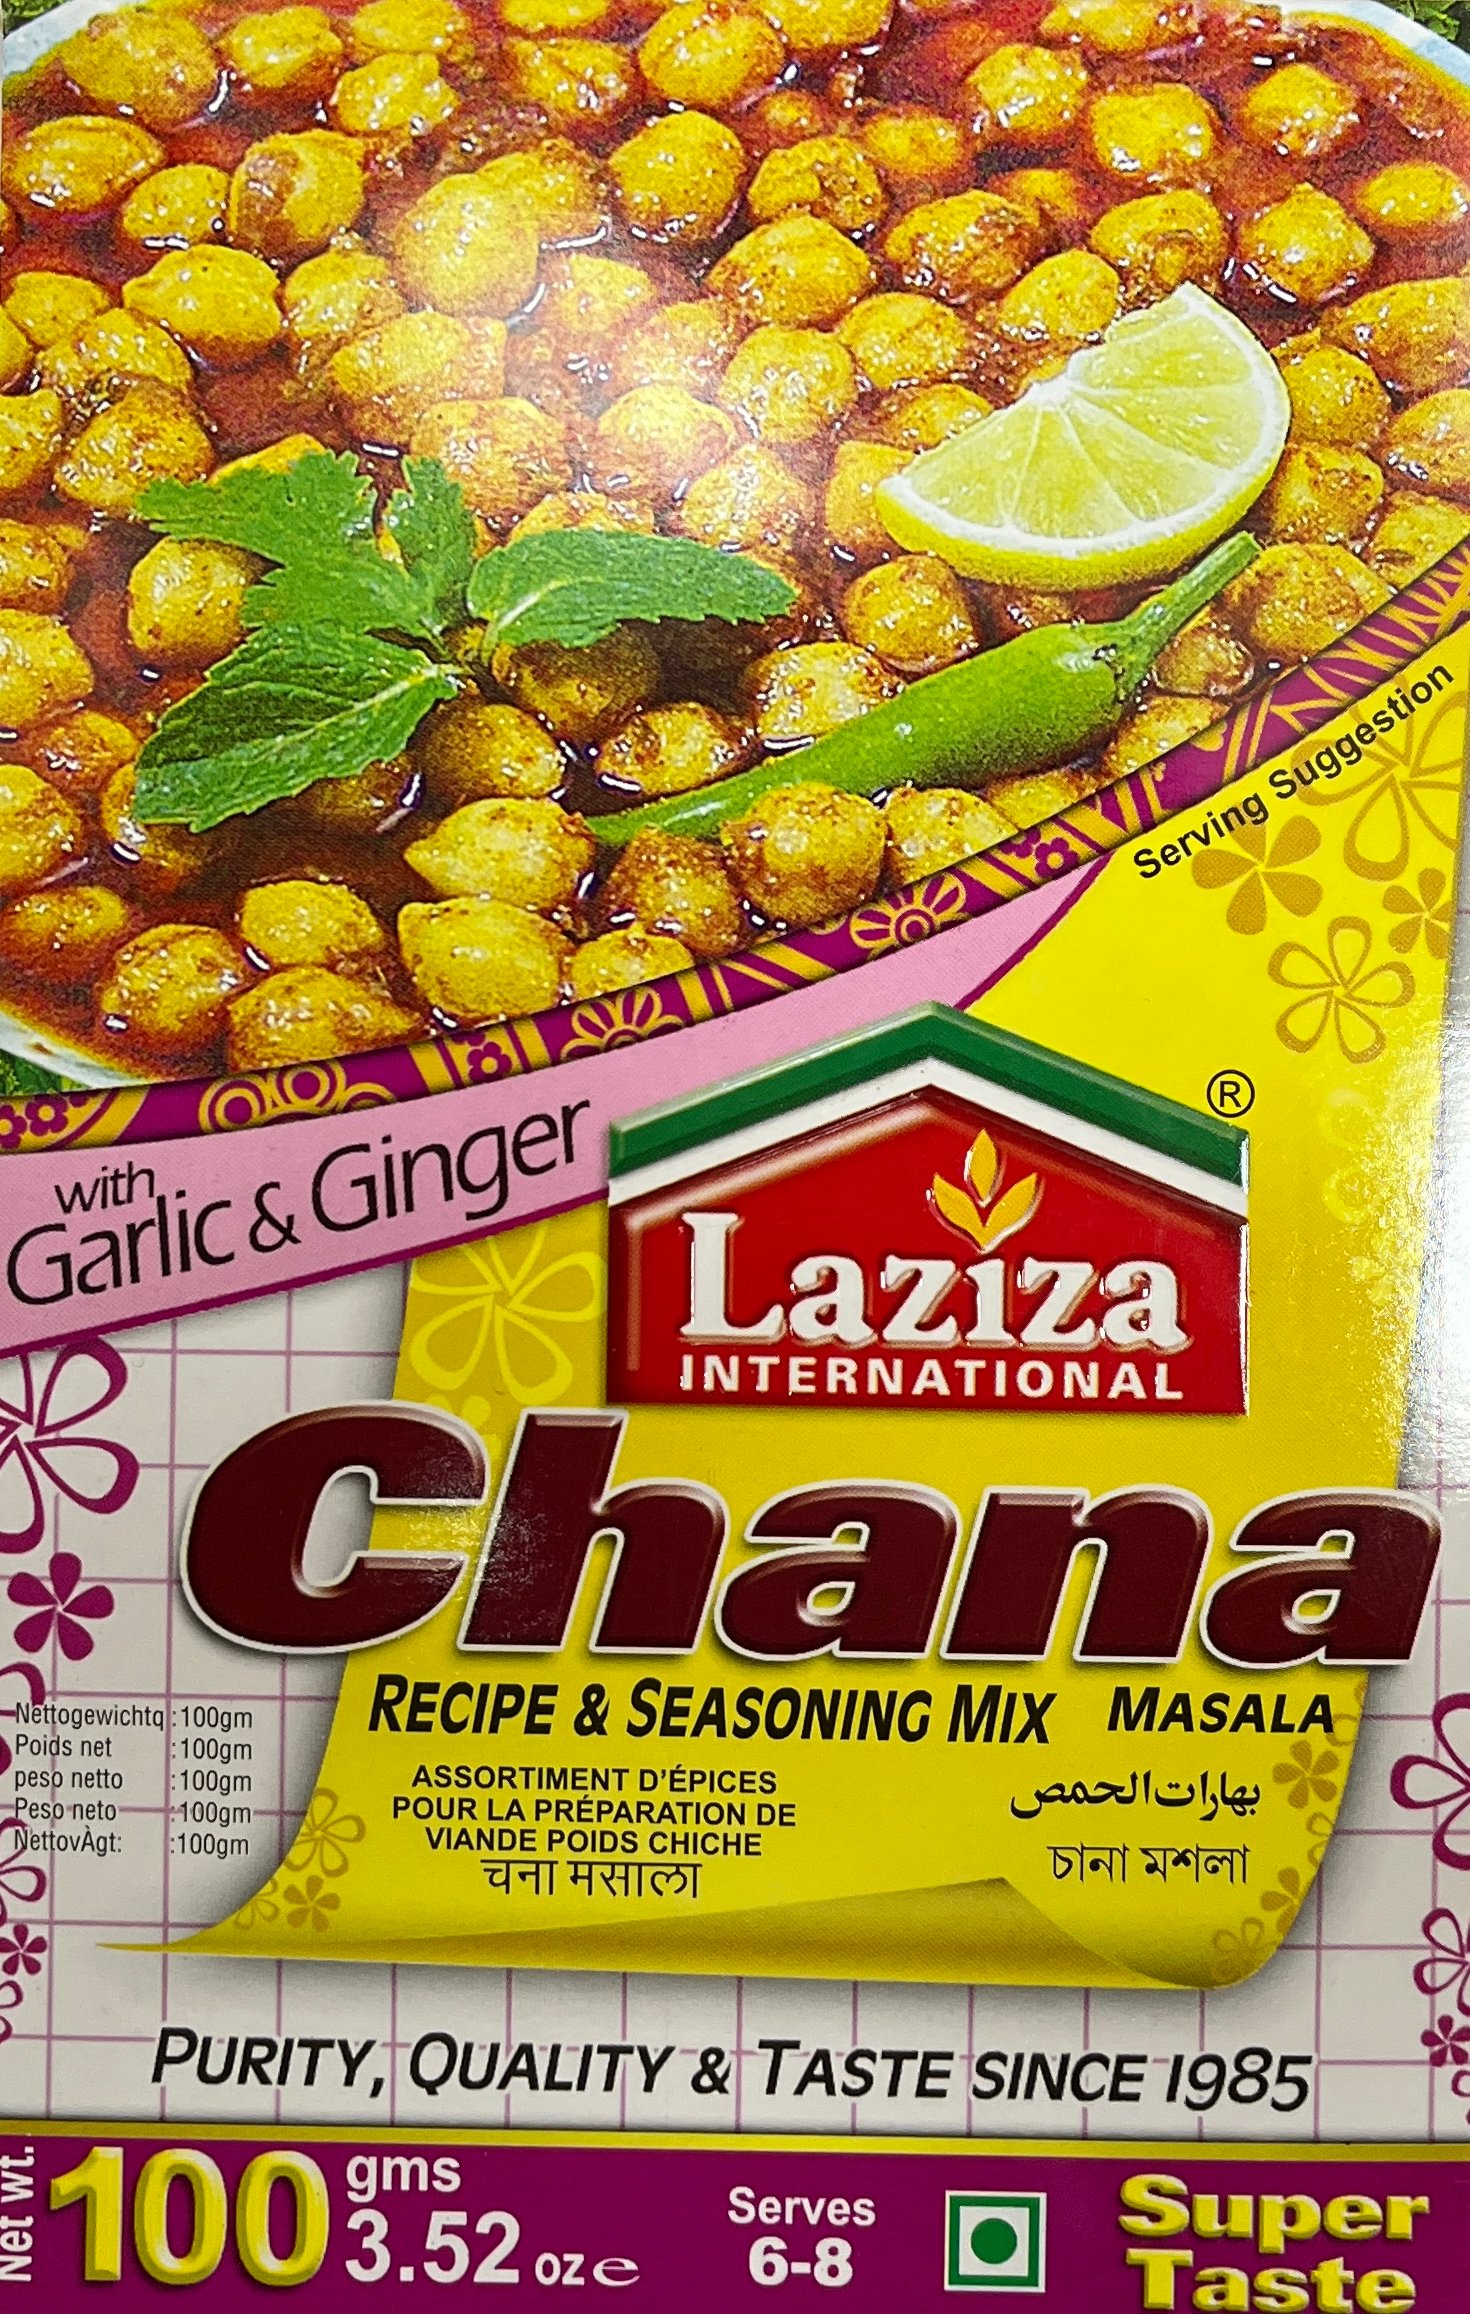 Serving Suggestion
with
Garlic & Ginger
®
Laziza
INTERNATIONAL
Chana
RECIPE & SEASONING MIX MASALA
ASSORTIMENT D'ÉPICES
POUR LA PRÉPARATION DE
VIANDE POIDS CHICHE
चना मसाला
بهارات الحمص
চানা মশলা
Nettogewichtq :100gm
Poids net :100gm
peso netto :100gm
Peso neto :100gm
NettovÀgt: :100gm
PURITY, QUALITY & TASTE SINCE 1985
Net wt.
100 gms
3.52 oz e
Serves
6-8
Super
Taste